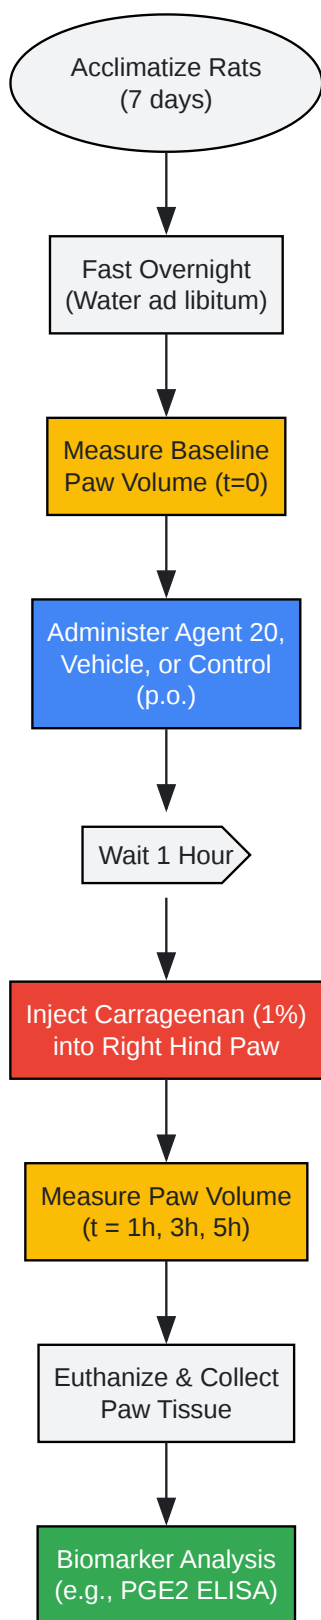 Acclimatize Rats
(7 days)
Fast Overnight
(Water ad libitum)
Measure Baseline
Paw Volume (t=0)
Administer Agent 20,
Vehicle, or Control
(p.o.)
Wait 1 Hour
Inject Carrageenan (1%)
into Right Hind Paw
Measure Paw Volume
(t = 1h, 3h, 5h)
Euthanize & Collect
Paw Tissue
Biomarker Analysis
(e.g., PGE2 ELISA)